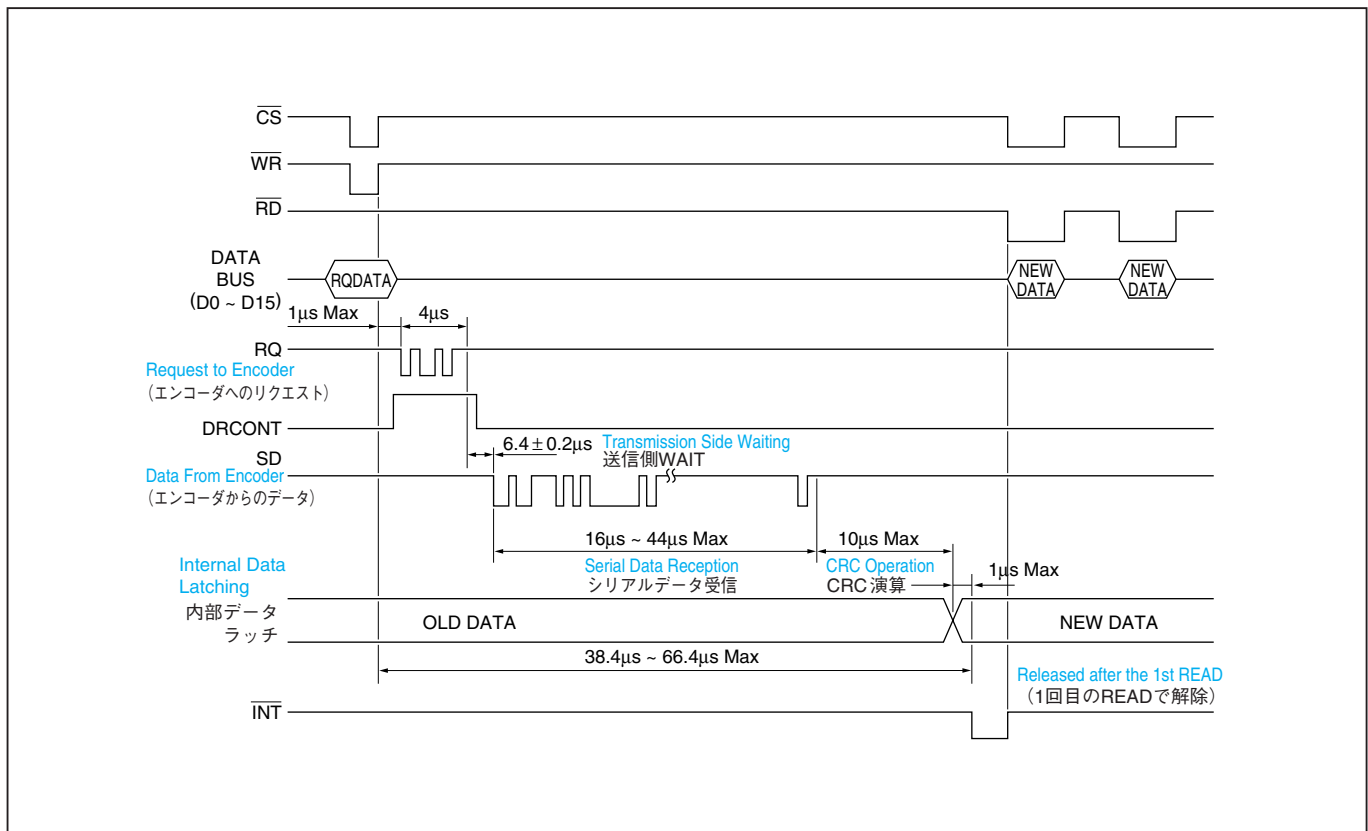 CS
WR
RD
DATA
BUS
(D0 ~ D15)
RQDATA
NEW
DATA
NEW
DATA
1μs Max
4μs
RQ
Request to Encoder
（エンコーダへのリクエスト）
DRCONT
6.4±0.2μs
Transmission Side Waiting
送信側WAIT
SD
Data From Encoder
（エンコーダからのデータ）
16μs ~ 44μs Max
10μs Max
Serial Data Reception
シリアルデータ受信
CRC Operation
CRC演算
1μs Max
Internal Data
Latching
内部データ
ラッチ
OLD DATA
NEW DATA
38.4μs ~ 66.4μs Max
Released after the 1st READ
（1回目のREADで解除）
INT